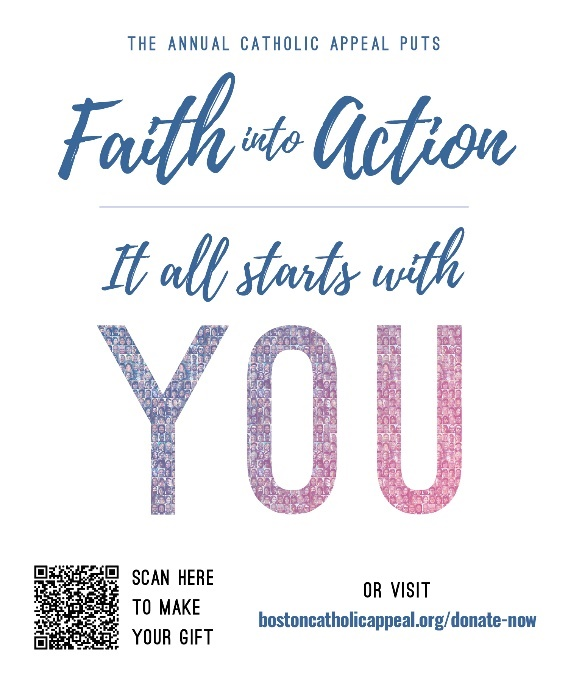 THE ANNUAL CATHOLIC APPEAL PUTS
Faith into Action
It all starts with
YOU
SCAN HERE
TO MAKE
YOUR GIFT
OR VISIT
bostoncatholicappeal.org/donate-now